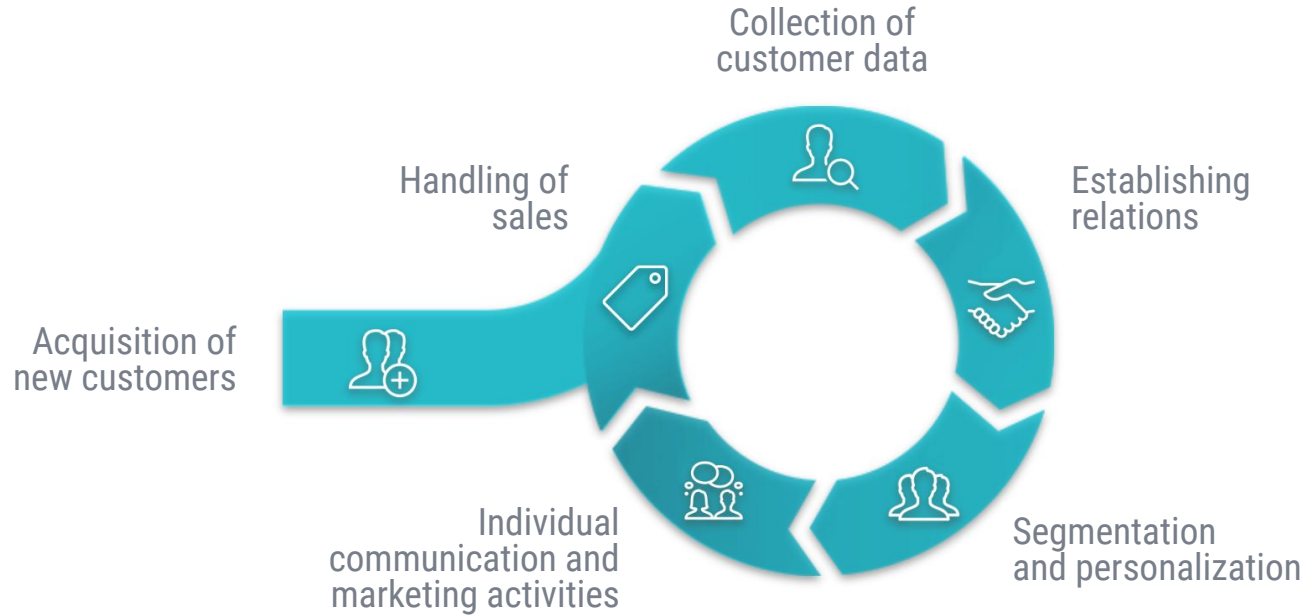 Collection of
customer data
Handling of
sales
Establishing
relations
Acquisition of
new customers
Individual
communication and
marketing activities
Segmentation
and personalization